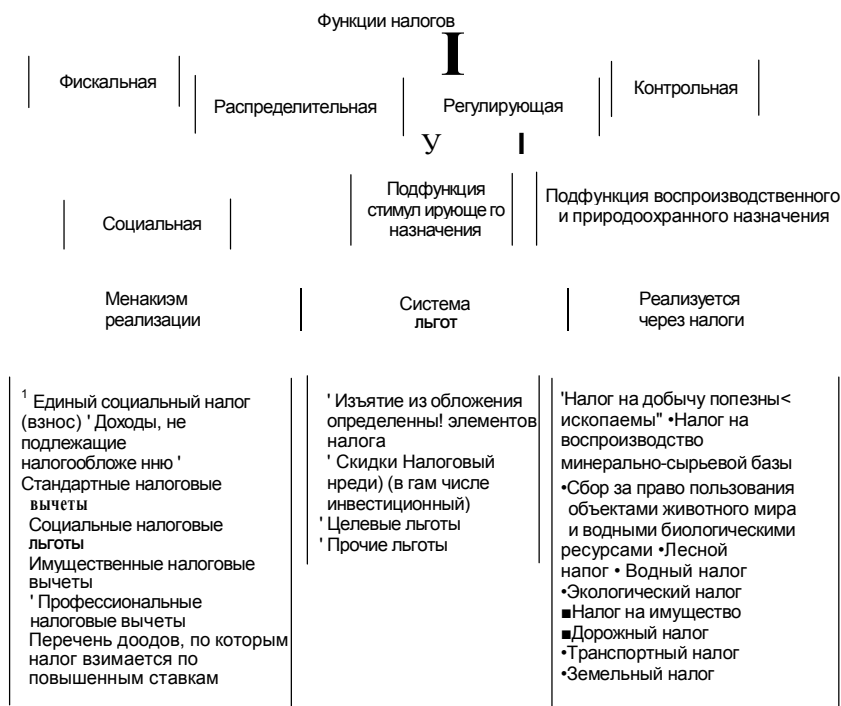 Функции налогов
I
Фискальная
Контрольная
Распределительная
Регулирующая
У I
Подфункция
стимул ирующе го
назначения
Подфункция воспроизводственного
и природоохранного назначения
Социальная
Менакиэм
реализации
Система
льгот
Реализуется
через налоги
1 Единый социальный налог
(взнос) ' Доходы, не
подлежащие
налогообложе нню '
Стандартные налоговые
вычеты
Социальные налоговые
льготы
Имущественные налоговые
вычеты
' Профессиональные
налоговые вычеты
Перечень доодов, по которым
налог взимается по
повышенным ставкам
' Изъятие из обложения
определенны! элементов
налога
' Скидки Налоговый
нреди) (в гам числе
инвестиционный)
' Целевые льготы
' Прочие льготы
'Налог на добычу попезны<
ископаемы" •Налог на
воспроизводство
минерально-сырьевой базы
•Сбор за право пользования
объектами животного мира
и водными биологическими
ресурсами •Лесной
напог • Водный налог
•Экологический налог
■Налог на имущество
■Дорожный налог
•Транспортный налог
•Земельный налог